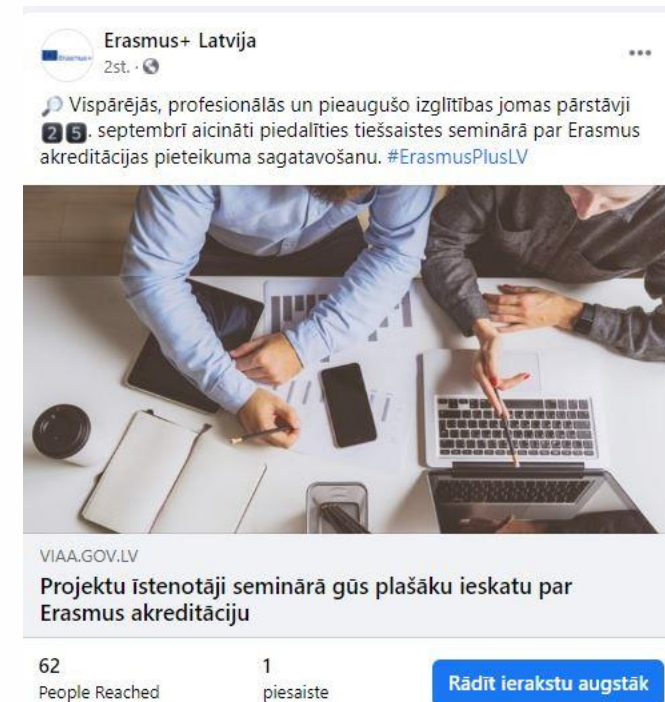 Erasmus+ Latvija
2st.
Vispārējās, profesionālās un pieaugušo izglītības jomas pārstāvji
25. septembrī aicināti piedalīties tiešsaistes seminārā par Erasmus
akreditācijas pieteikuma sagatavošanu. #ErasmusPlusLV
VIAA.GOV.LV
Projektu īstenotāji seminārā gūs plašāku ieskatu par
Erasmus akreditāciju
62 1
People Reached piesaiste Rādīt ierakstu augstāk